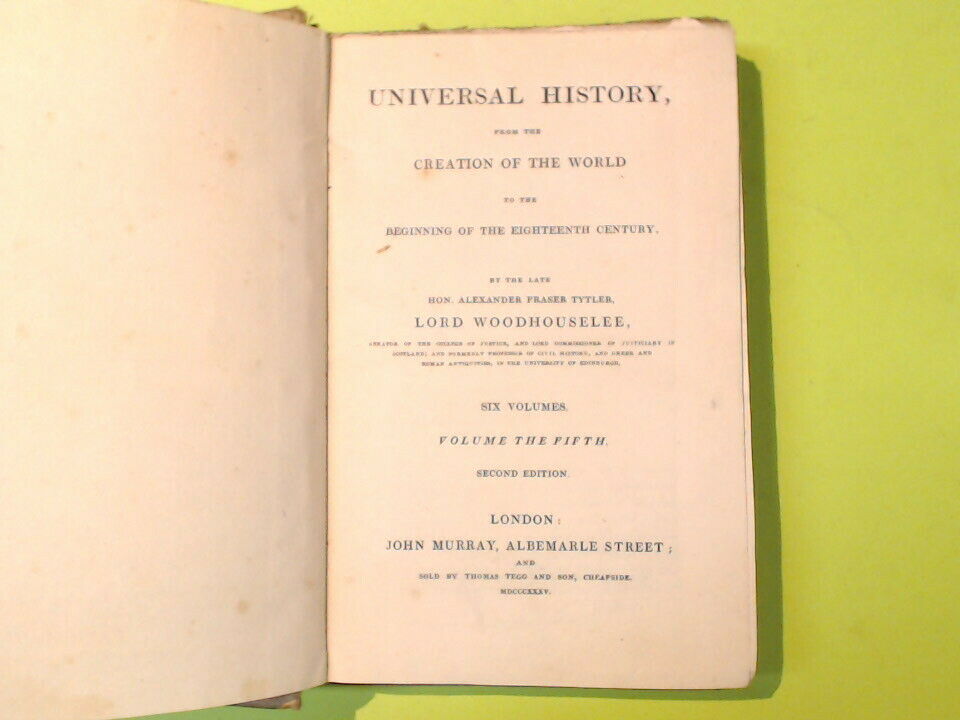 UNIVERSAL HISTORY,
FROM THE
CREATION OF THE WORLD
TO THE
BEGINNING OF THE EIGHTEENTH CENTURY.
BY THE LATE
HON. ALEXANDER FRASER TYTLER,
LORD WOODHOUSELEE,
SENATOR OF THE COLLEGE OF JUSTICE, AND LORD COMMISSIONER OF JUSTICIARY IN
SCOTLAND; AND FORMERLY PROFESSOR OF CIVIL HISTORY, AND GREEK AND
ROMAN ANTIQUITIES, IN THE UNIVERSITY OF EDINBURGH.
SIX VOLUMES.
VOLUME THE FIFTH.
SECOND EDITION.
LONDON:
JOHN MURRAY, ALBEMARLE STREET;
AND
SOLD BY THOMAS TEGG AND SON, CHEAPSIDE.
MDCCCXXXV.